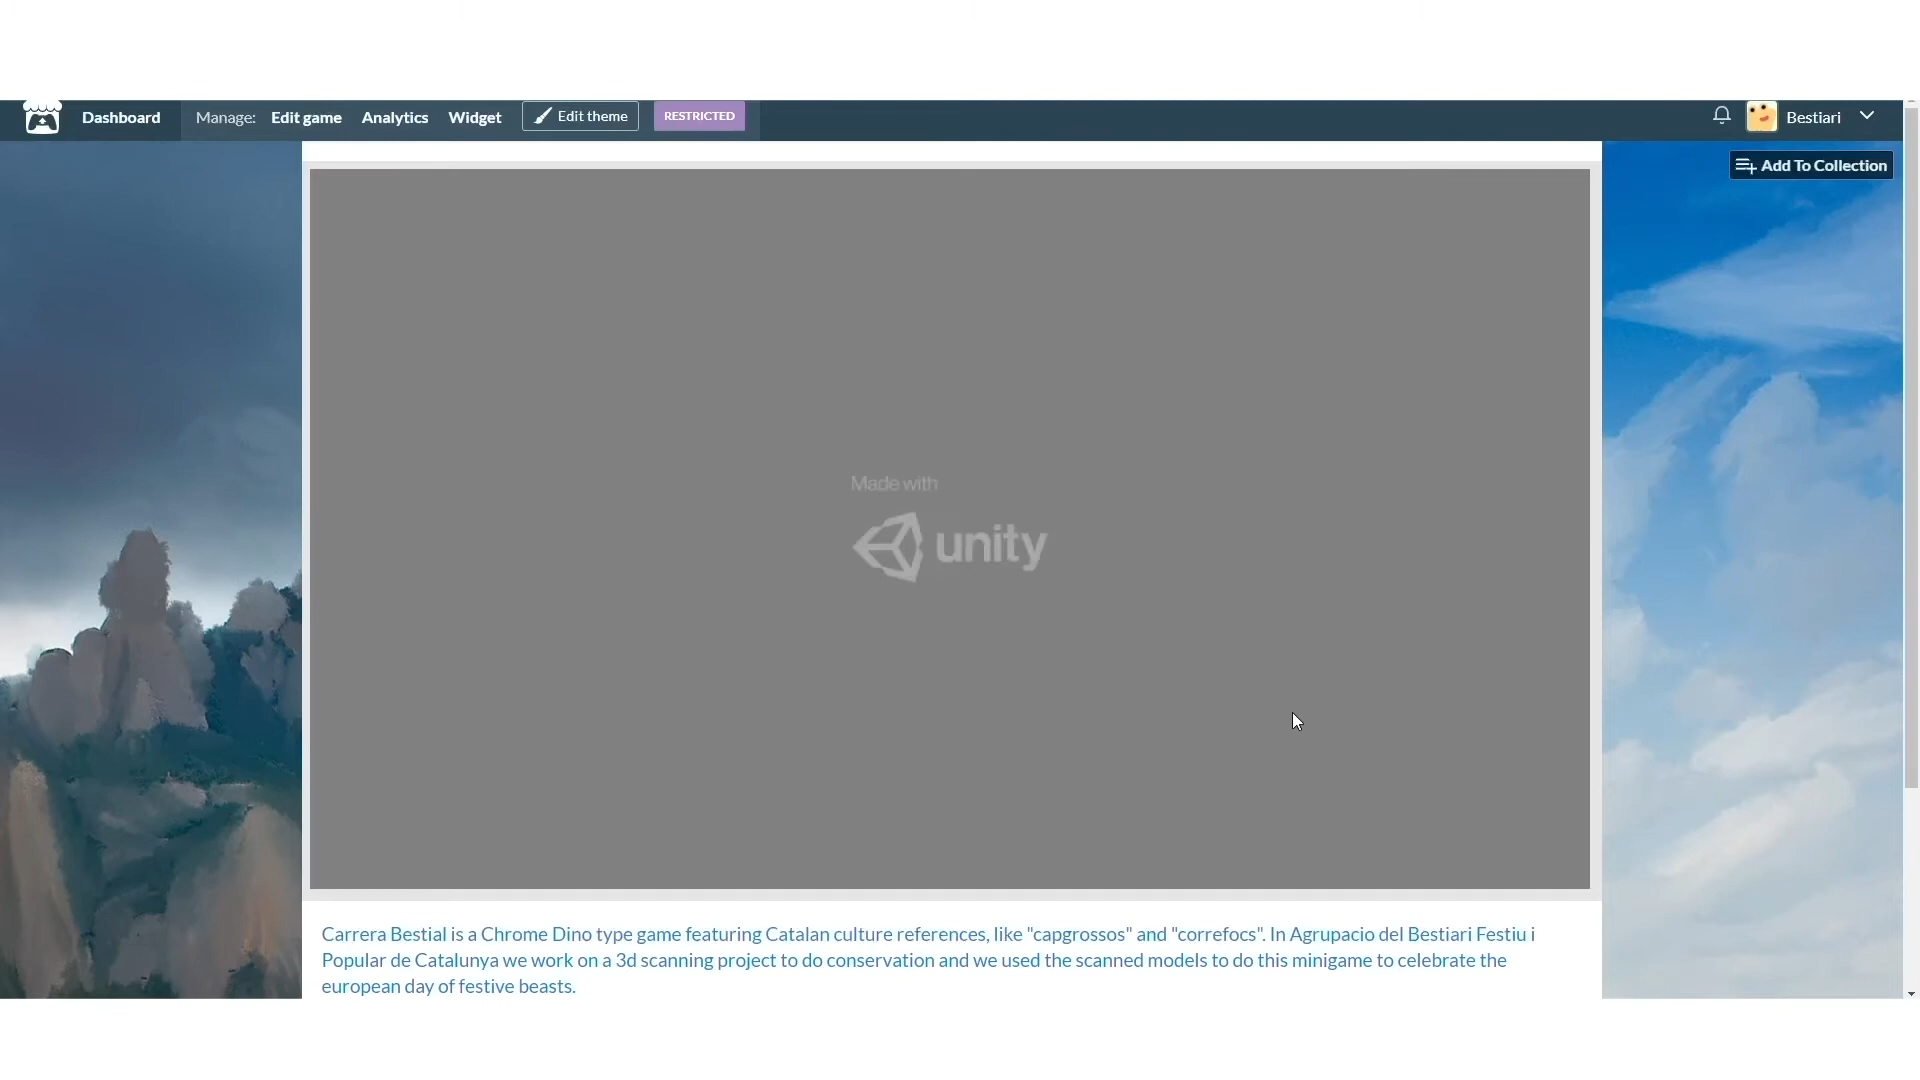 Dashboard Manage: Edit game Analytics Widget Edit theme RESTRICTED Bestiari
Add To Collection
Made with
unity
Carrera Bestial is a Chrome Dino type game featuring Catalan culture references, like "capgrossos" and "correfocs". In Agrupacio del Bestiari Festiu i
Popular de Catalunya we work on a 3d scanning project to do conservation and we used the scanned models to do this minigame to celebrate the
european day of festive beasts.